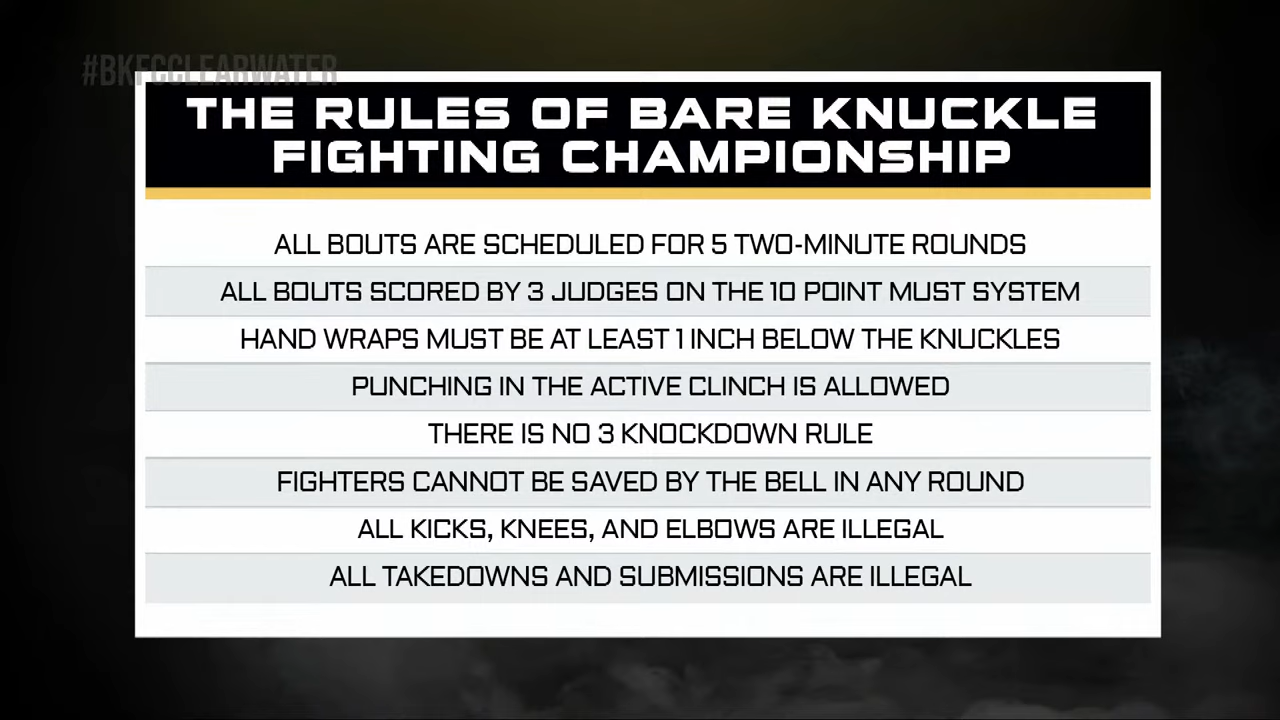 #BKFCCLEARWATER
THE RULES OF BARE KNUCKLE
FIGHTING CHAMPIONSHIP
ALL BOUTS ARE SCHEDULED FOR 5 TWO-MINUTE ROUNDS
ALL BOUTS SCORED BY 3 JUDGES ON THE 10 POINT MUST SYSTEM
HAND WRAPS MUST BE AT LEAST 1 INCH BELOW THE KNUCKLES
PUNCHING IN THE ACTIVE CLINCH IS ALLOWED
THERE IS NO 3 KNOCKDOWN RULE
FIGHTERS CANNOT BE SAVED BY THE BELL IN ANY ROUND
ALL KICKS, KNEES, AND ELBOWS ARE ILLEGAL
ALL TAKEDOWNS AND SUBMISSIONS ARE ILLEGAL